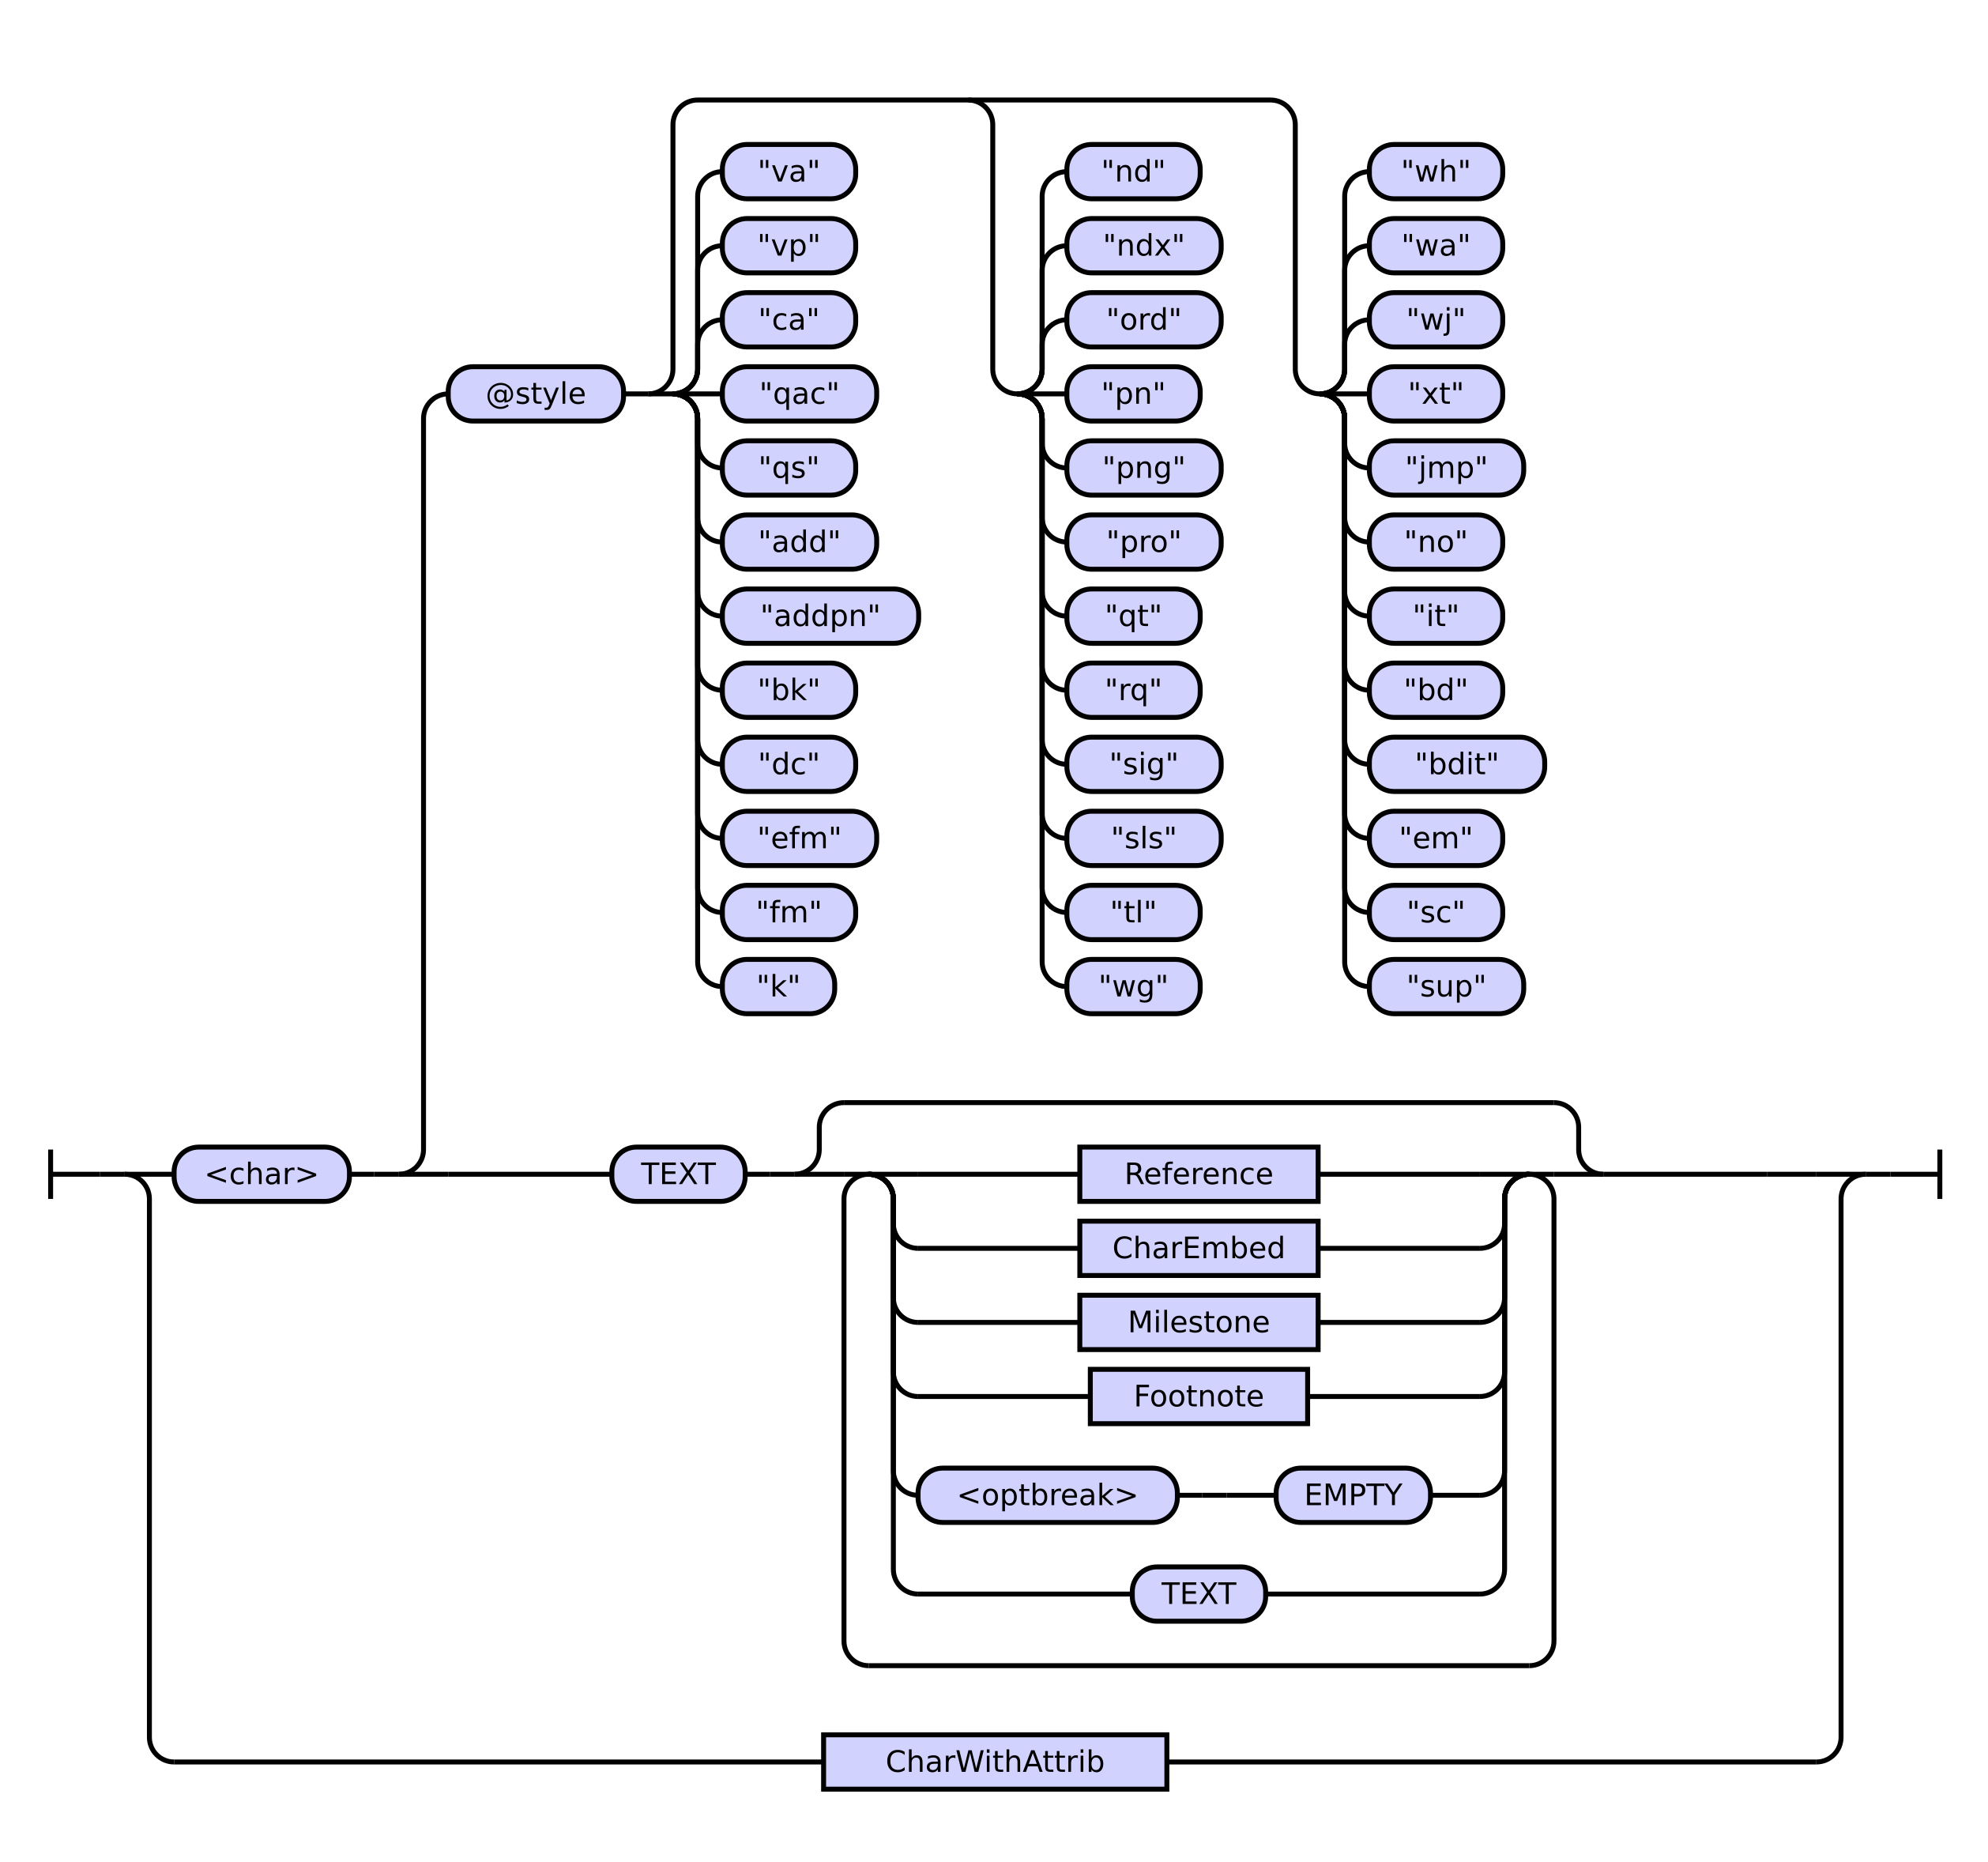 "va"
"nd"
"wh"
"vp"
"ndx"
"wa"
"ca"
"ord"
"wj"
@style
"qac"
"pn"
"xt"
"qs"
"png"
"jmp"
"add"
"pro"
"no"
"addpn"
"qt"
"it"
"bk"
"rq"
"bd"
"dc"
"sig"
"bdit"
"efm"
"sls"
"em"
"fm"
"tl"
"sc"
"k"
"wg"
"sup"
<char>
TEXT
Reference
CharEmbed
Milestone
Footnote
<optbreak>
EMPTY
TEXT
CharWithAttrib